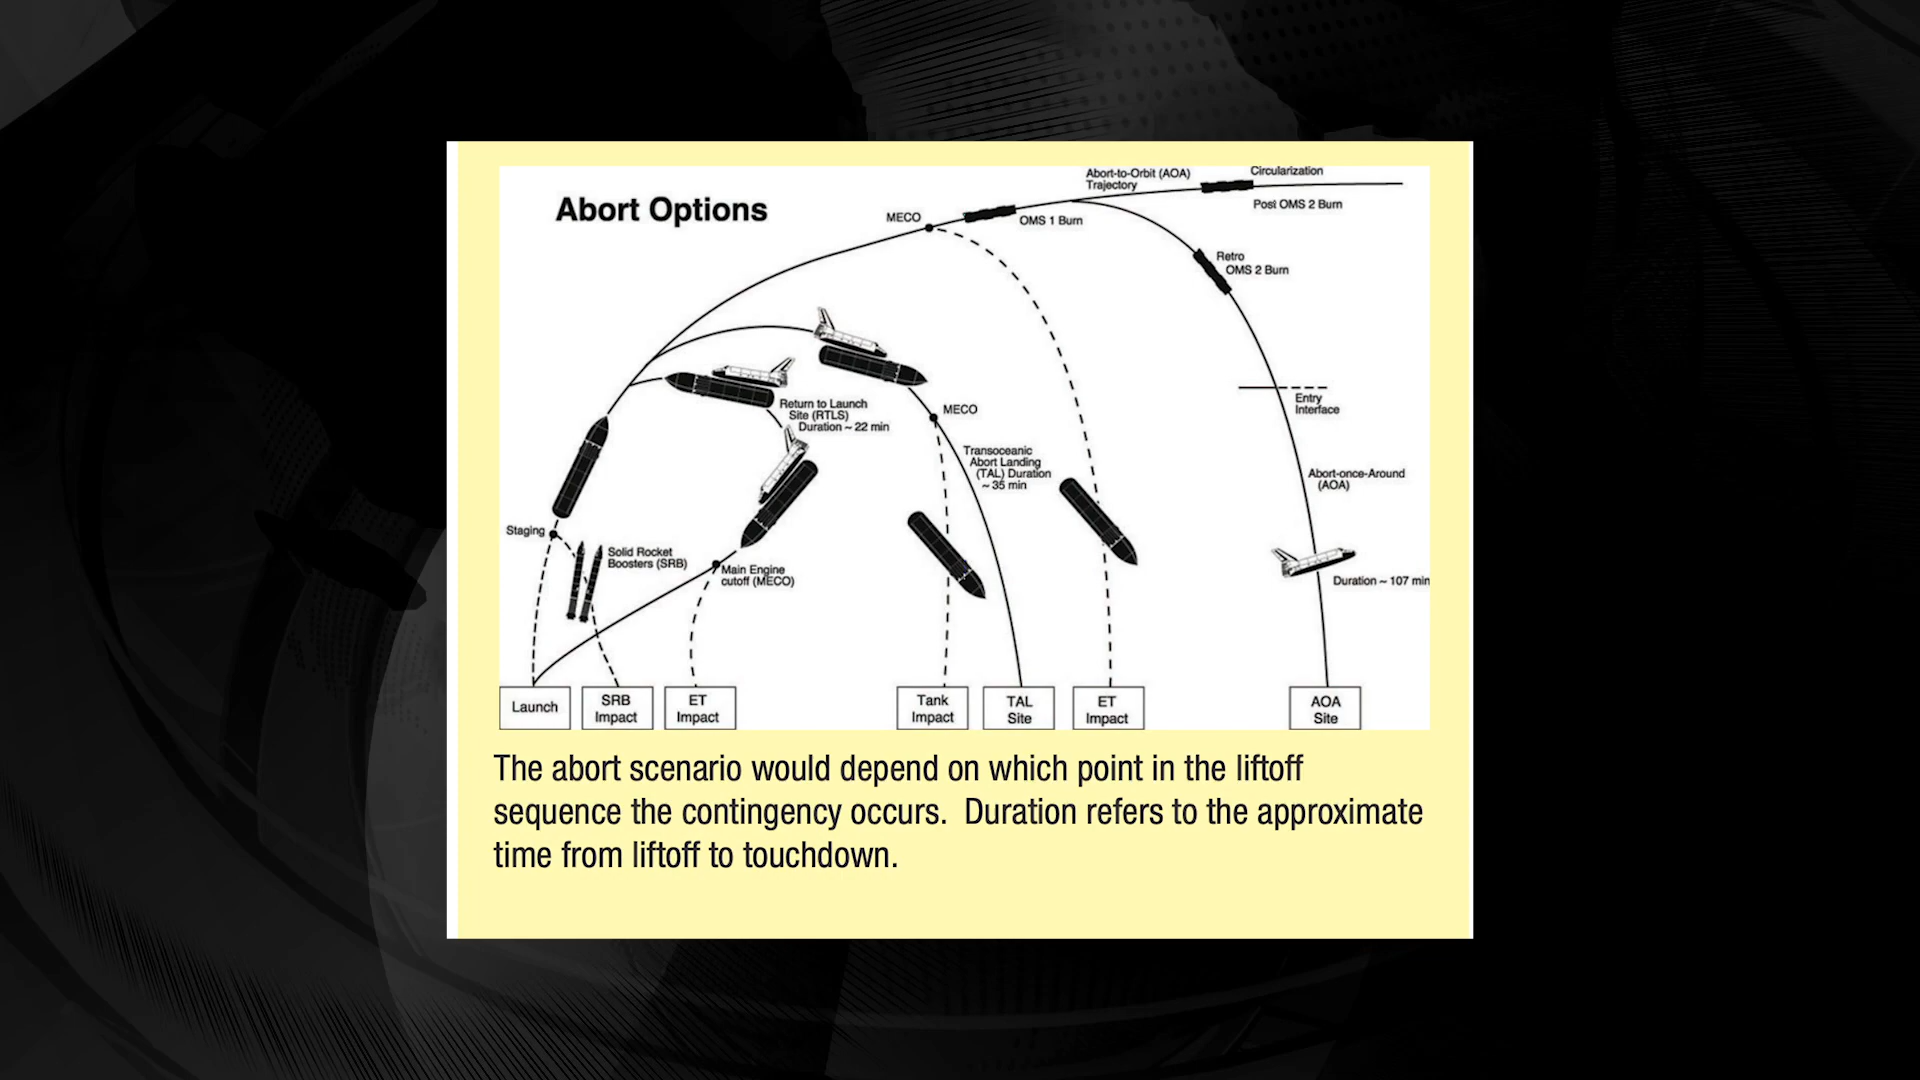 Abort Options
Abort-to-Orbit (AOA)
Trajectory
Circularization
Post OMS 2 Burn
MECO
OMS 1 Burn
Retro
OMS 2 Burn
Return to Launch
Site (RTLS)
Duration ~ 22 min
MECO
Entry
Interface
Transoceanic
Abort Landing
(TAL) Duration
~ 35 min
Abort-once-Around
(AOA)
Staging
Solid Rocket
Boosters (SRB)
Main Engine
cutoff (MECO)
Duration ~ 107 min
Launch
SRB
Impact
ET
Impact
Tank
Impact
TAL
Site
ET
Impact
AOA
Site
The abort scenario would depend on which point in the liftoff
sequence the contingency occurs.  Duration refers to the approximate
time from liftoff to touchdown.